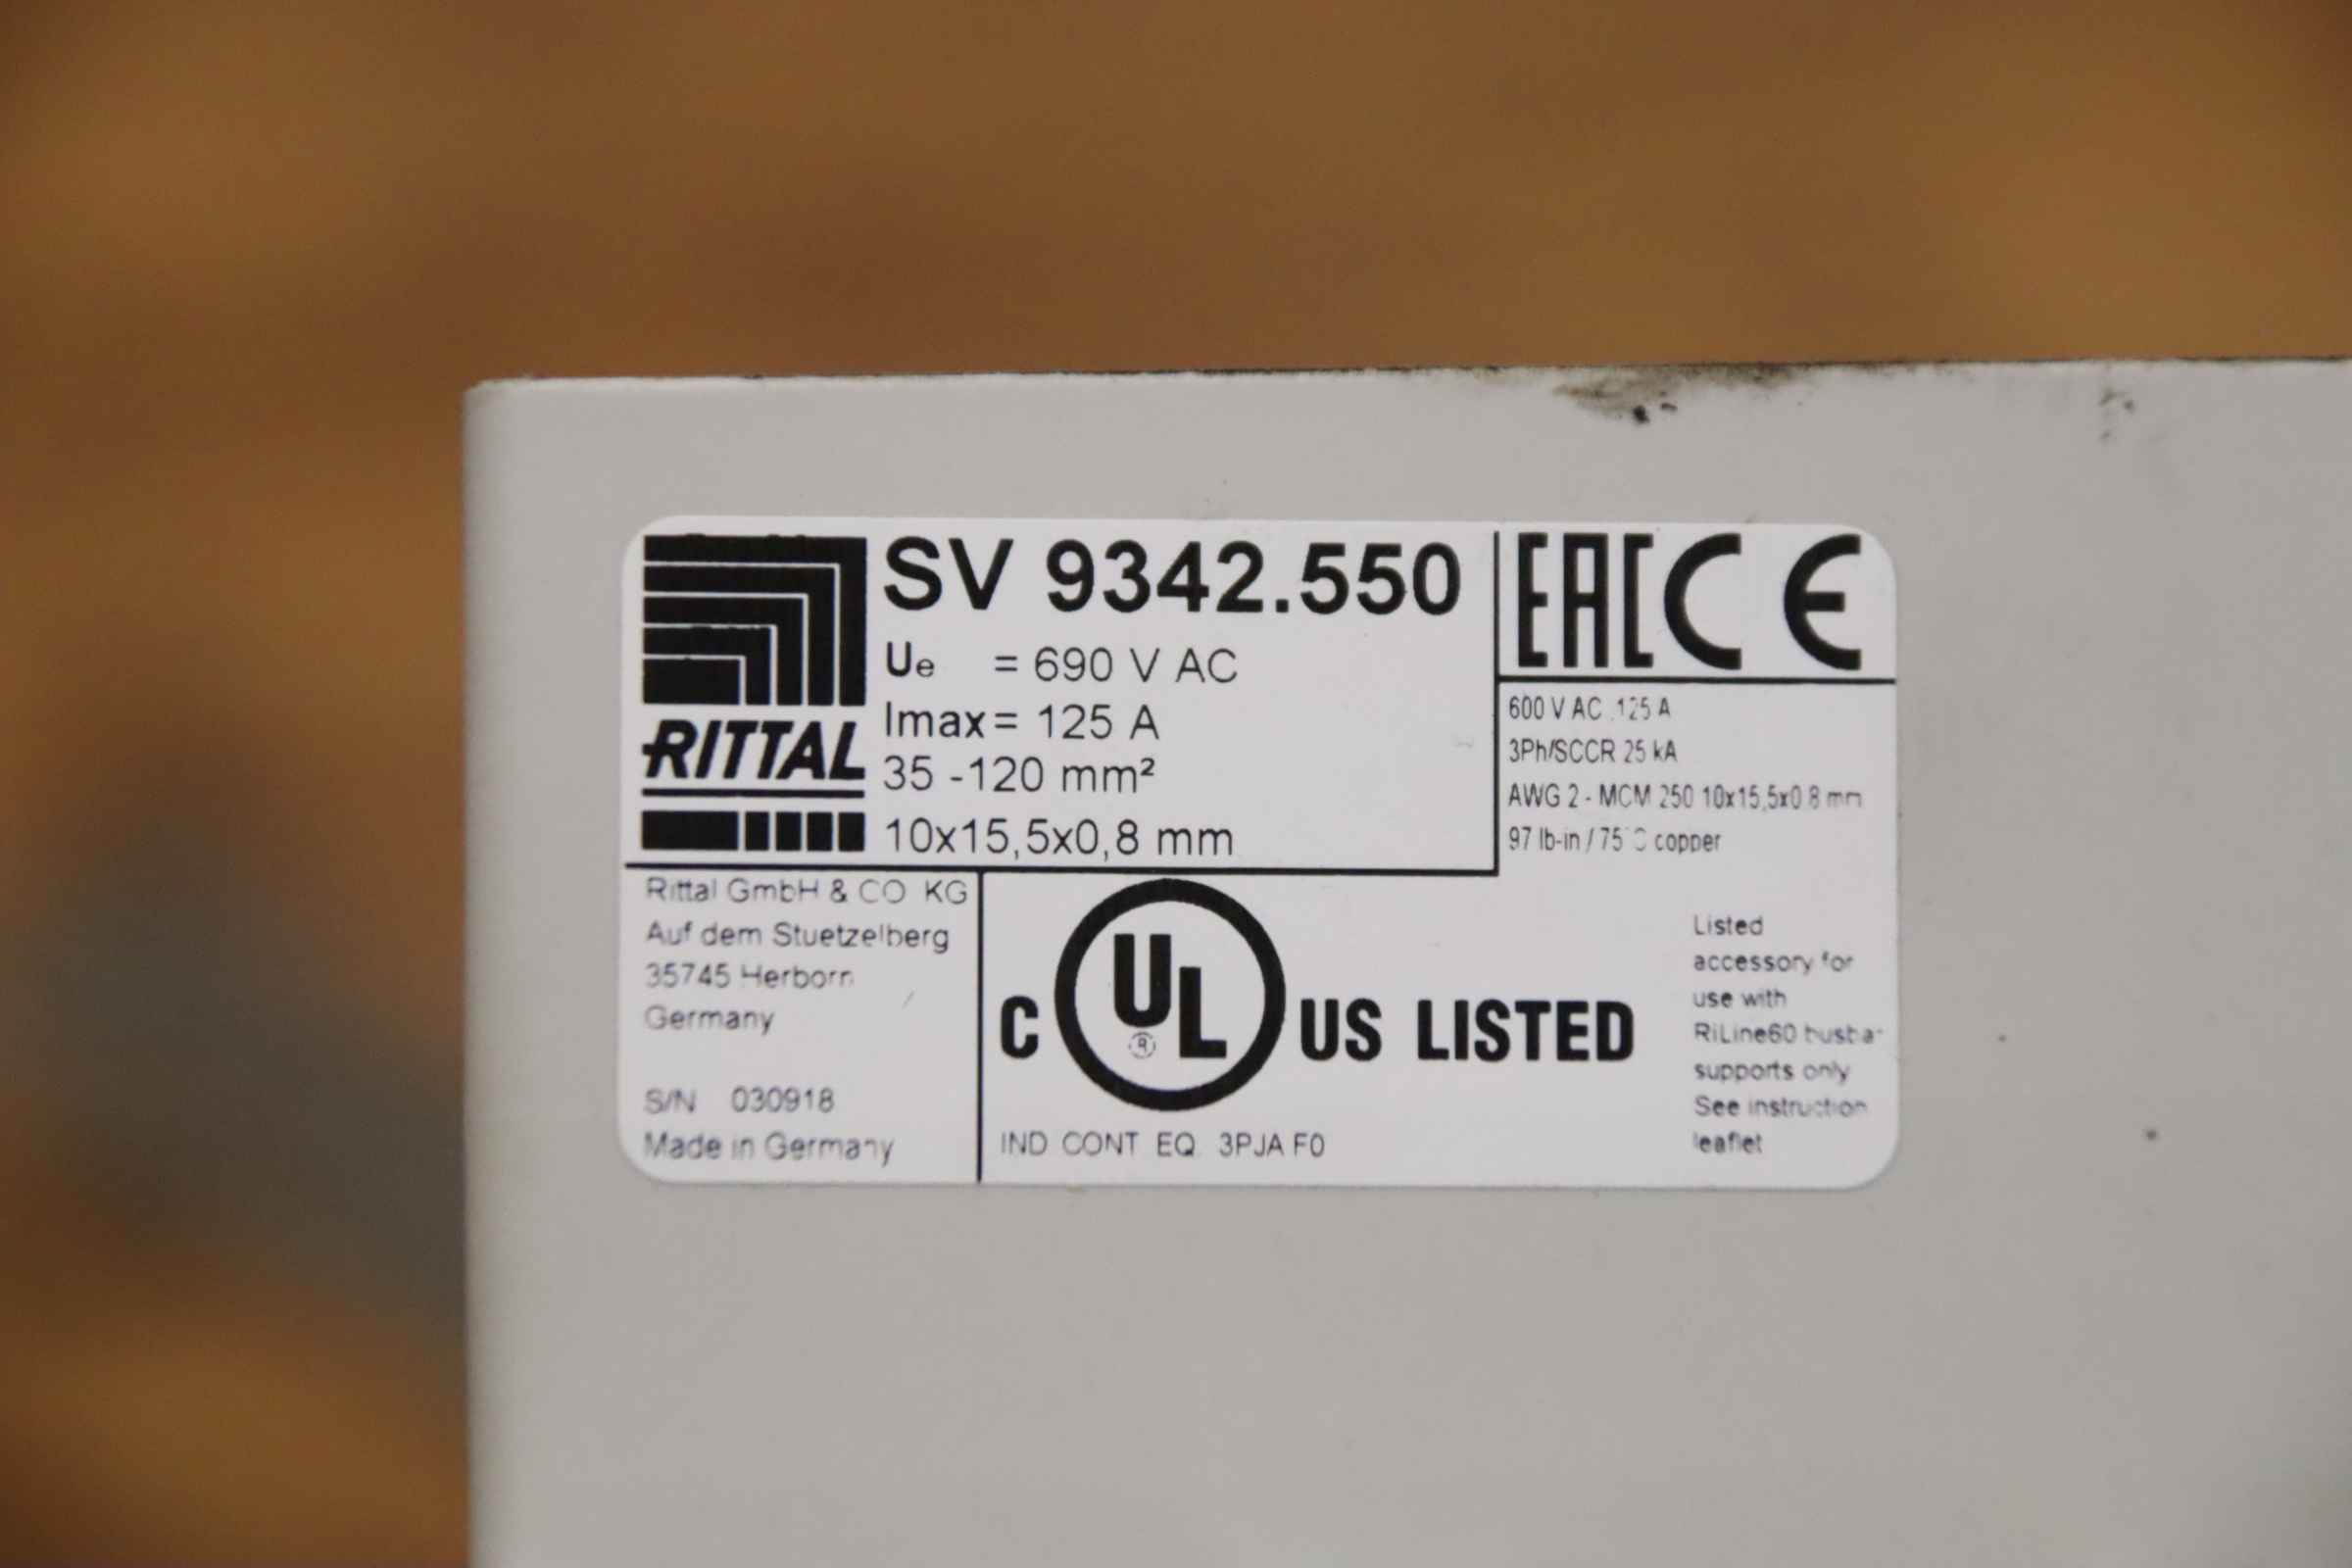 RITTAL
SV 9342.550
Ue = 690 V AC
Imax= 125 A
35 -120 mm²
10x15,5x0,8 mm
EAC CE
600 V AC 125 A
3Ph/SCCR 25 kA
AWG 2 - MCM 250 10x15,5x0.8 mm
97 lb-in / 75°C copper
Rittal GmbH & CO KG
Auf dem Stuetzelberg
35745 Herborn
Germany
S/N 030918
Made in Germany
C UL ® US LISTED
IND CONT EQ 3PJA F0
Listed
accessory for
use with
RiLine60 busbar
supports only
See instruction
leaflet